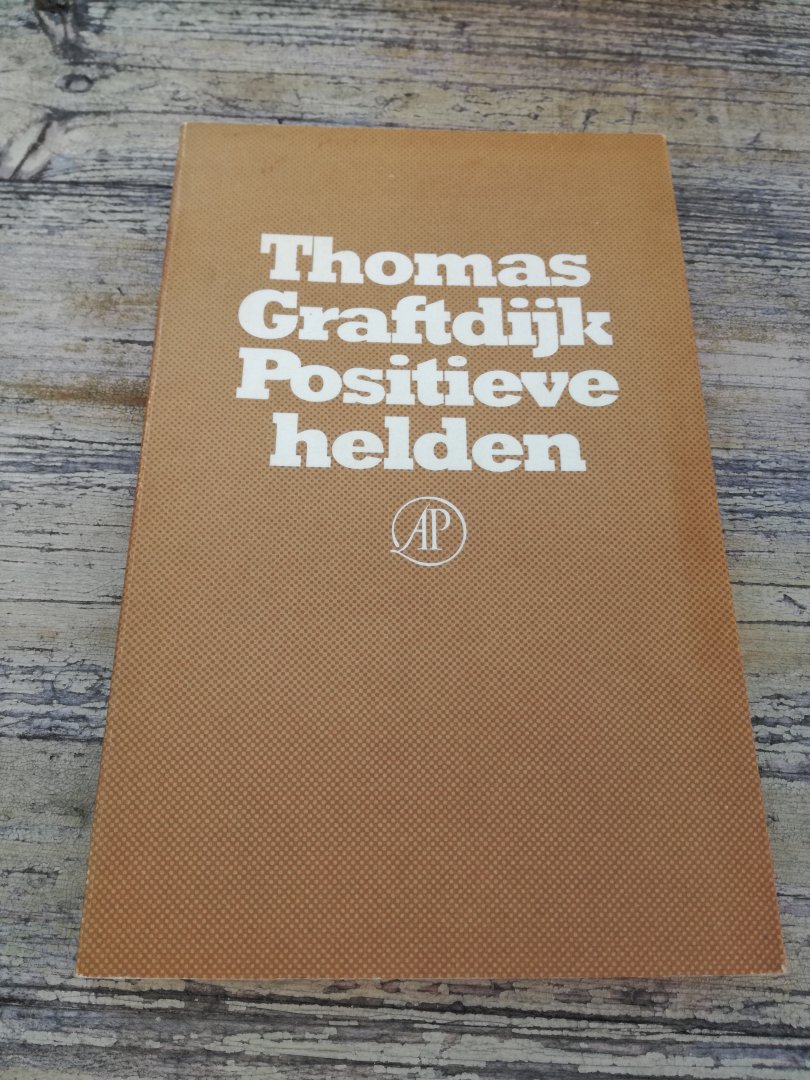 Thomas
Graftdijk
Positieve
helden
AP